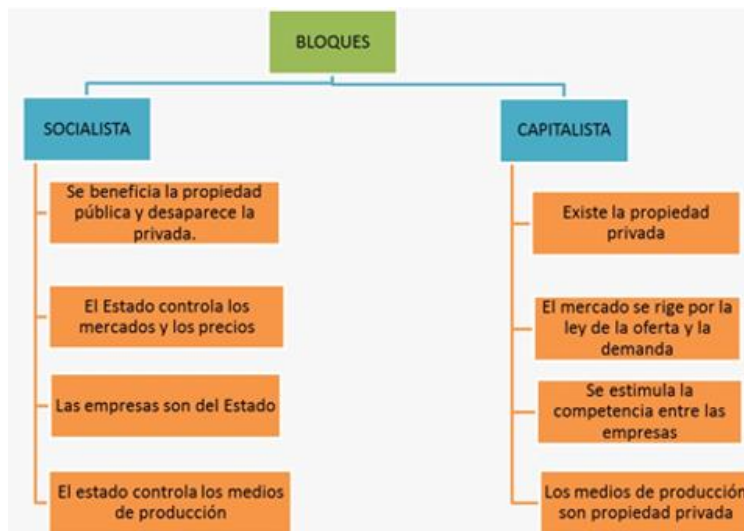 BLOQUES
SOCIALISTA
Se beneficia la propiedad
pública y desaparece la
privada.
El Estado controla los
mercados y los precios
Las empresas son del Estado
El estado controla los medios
de producción
CAPITALISTA
Existe la propiedad
privada
El mercado se rige por la
ley de la oferta y la
demanda
Se estimula la
competencia entre las
empresas
Los medios de producción
son propiedad privada